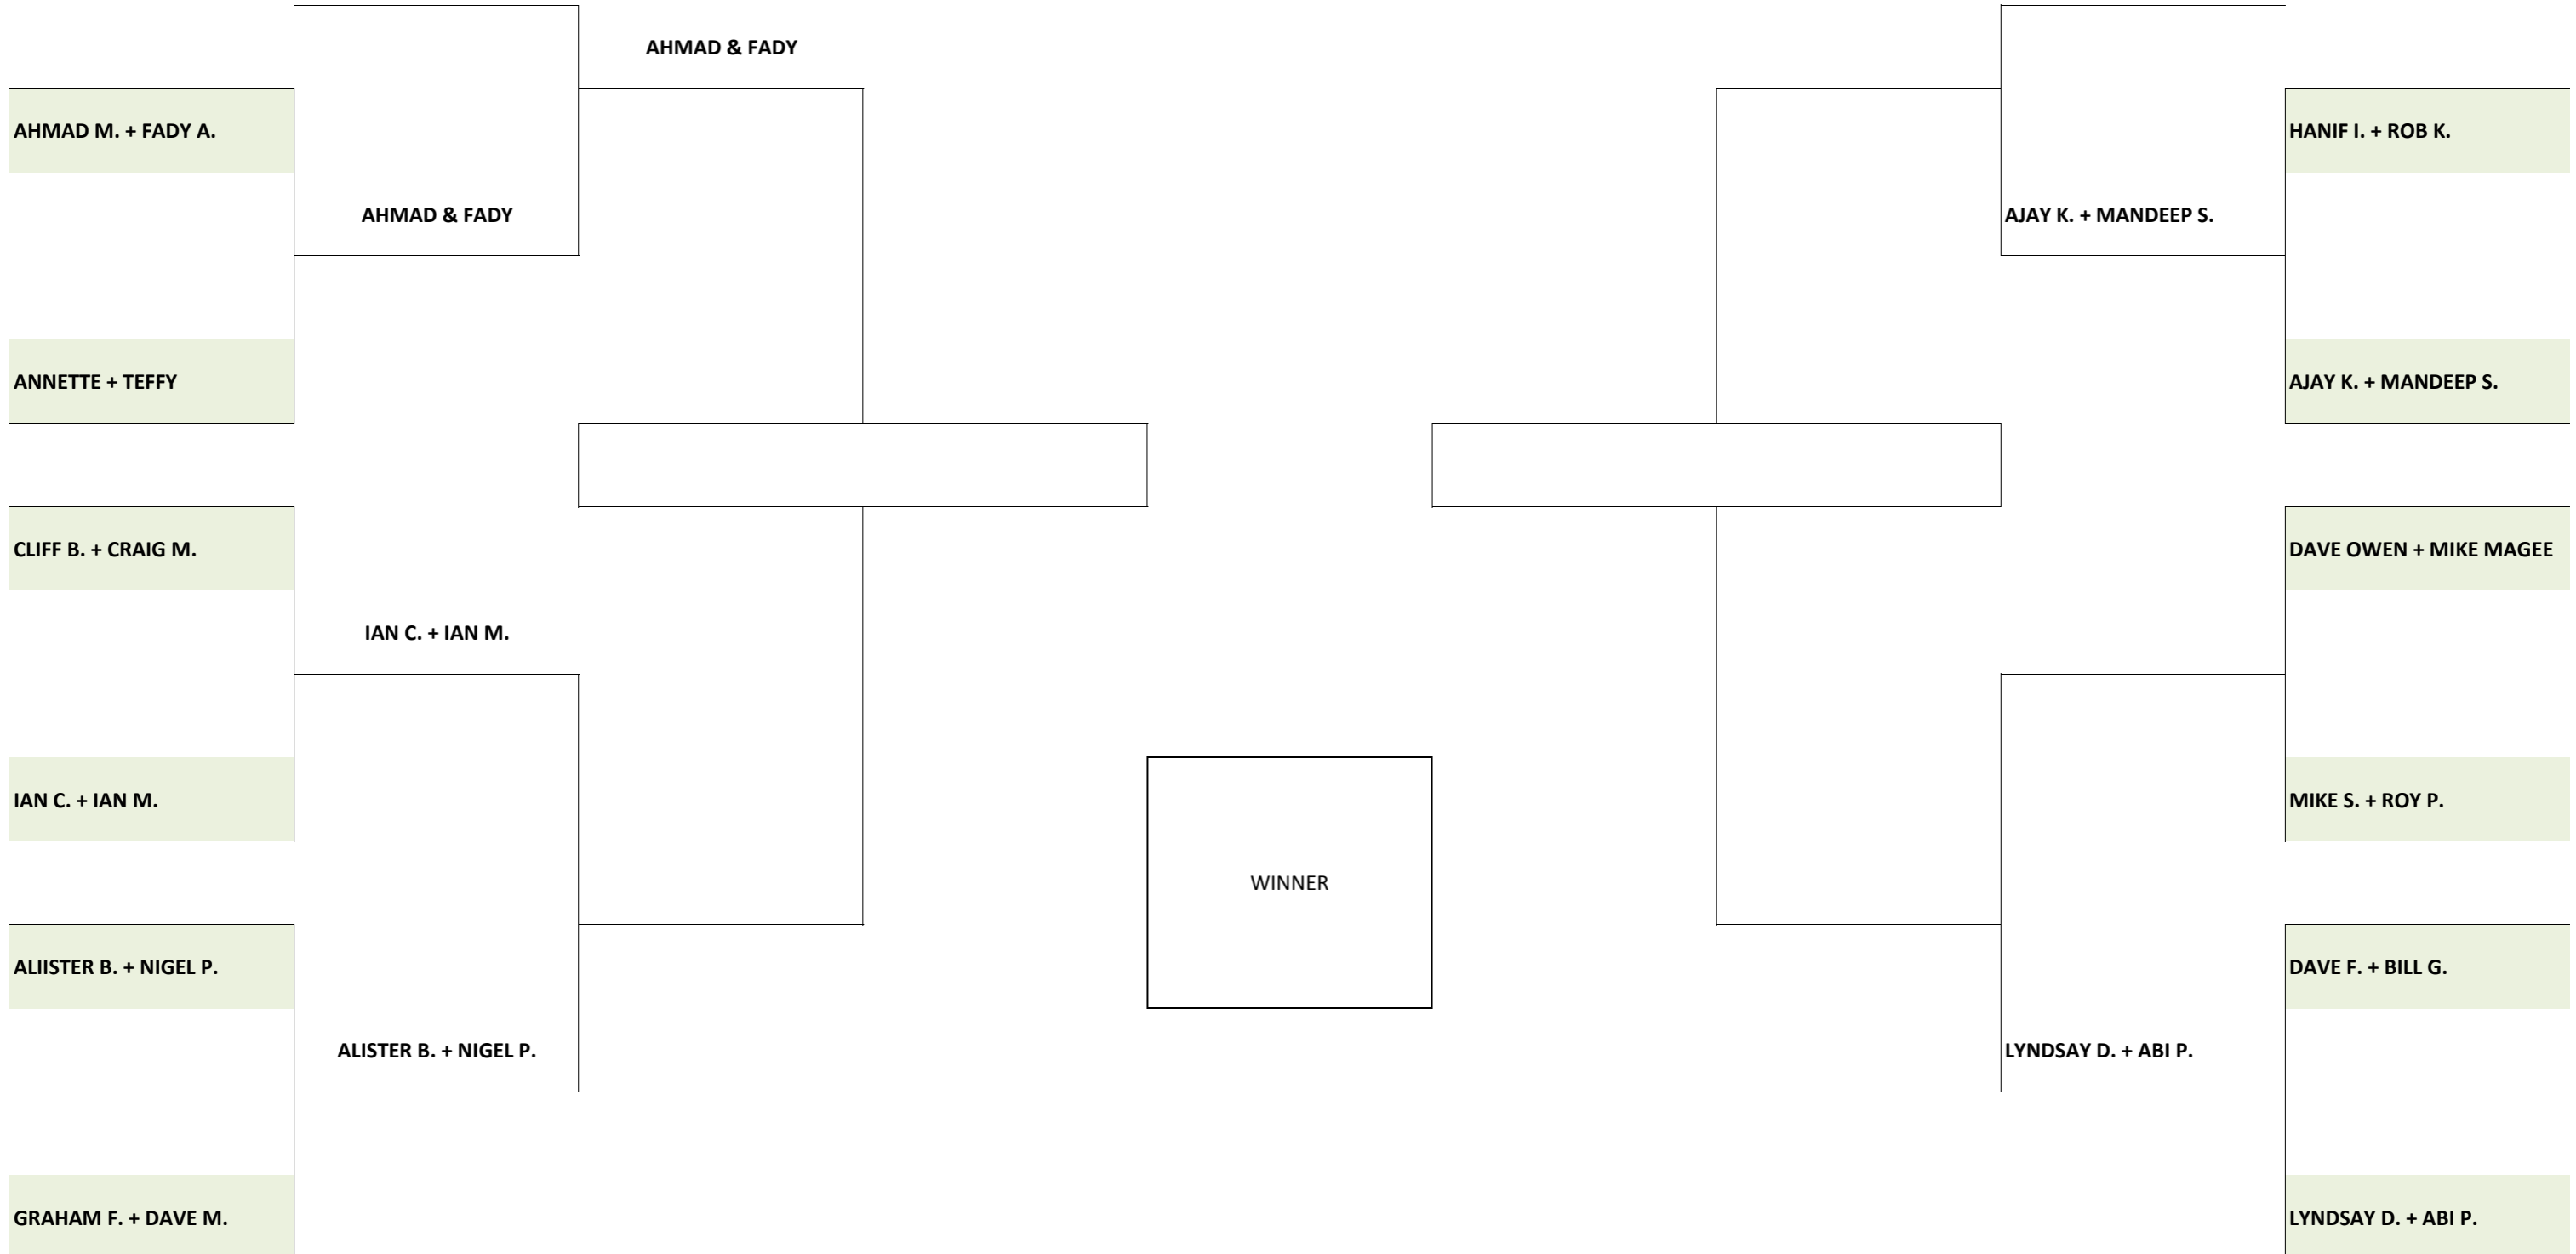 AHMAD & FADY
AHMAD M. + FADY A.
HANIF I. + ROB K.
AHMAD & FADY
AJAY K. + MANDEEP S.
ANNETTE + TEFFY
AJAY K. + MANDEEP S.
CLIFF B. + CRAIG M.
DAVE OWEN + MIKE MAGEE
IAN C. + IAN M.
IAN C. + IAN M.
MIKE S. + ROY P.
WINNER
ALIISTER B. + NIGEL P.
DAVE F. + BILL G.
ALISTER B. + NIGEL P.
LYNDSAY D. + ABI P.
GRAHAM F. + DAVE M.
LYNDSAY D. + ABI P.